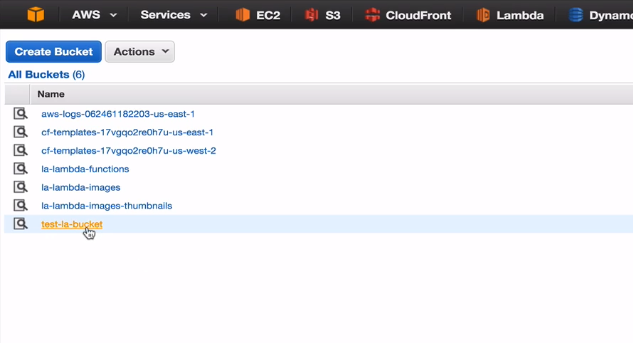 AWS Services EC2 S3 CloudFront Lambda Dynamo
Create Bucket Actions
All Buckets (6)
Name
aws-logs-062461182203-us-east-1
cf-templates-17vgqo2re0h7u-us-east-1
cf-templates-17vgqo2re0h7u-us-west-2
la-lambda-functions
la-lambda-images
la-lambda-images-thumbnails
test-la-bucket